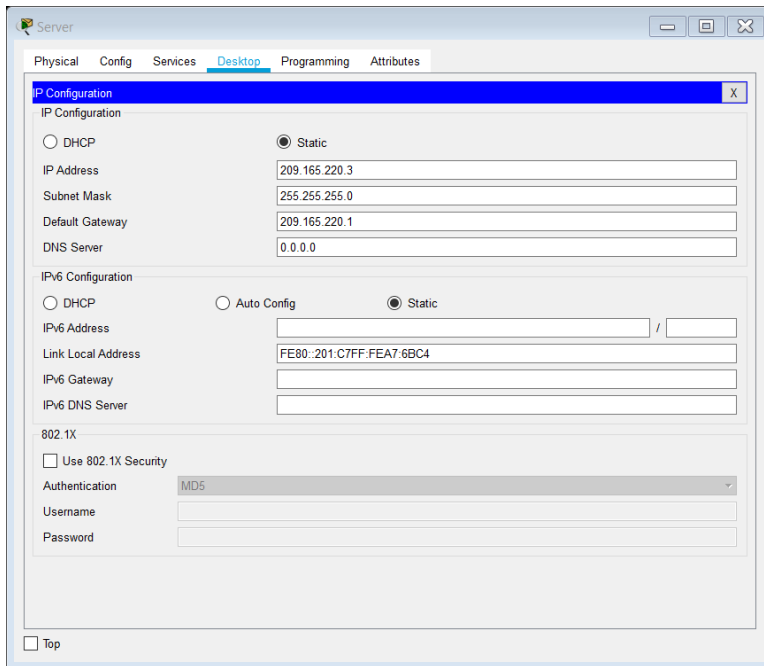 Server
Physical Config Services Desktop Programming Attributes
IP Configuration X
IP Configuration
DHCP Static
IP Address 209.165.220.3
Subnet Mask 255.255.255.0
Default Gateway 209.165.220.1
DNS Server 0.0.0.0
IPv6 Configuration
DHCP Auto Config Static
IPv6 Address /
Link Local Address FE80::201:C7FF:FEA7:6BC4
IPv6 Gateway
IPv6 DNS Server
802.1X
Use 802.1X Security
Authentication MD5
Username
Password
Top